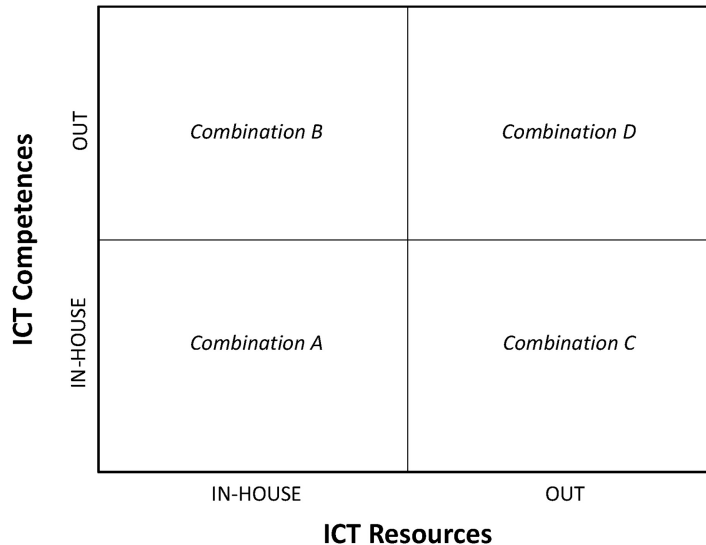 ICT Competences
OUT
IN-HOUSE
Combination B
Combination D
Combination A
Combination C
IN-HOUSE
OUT
ICT Resources